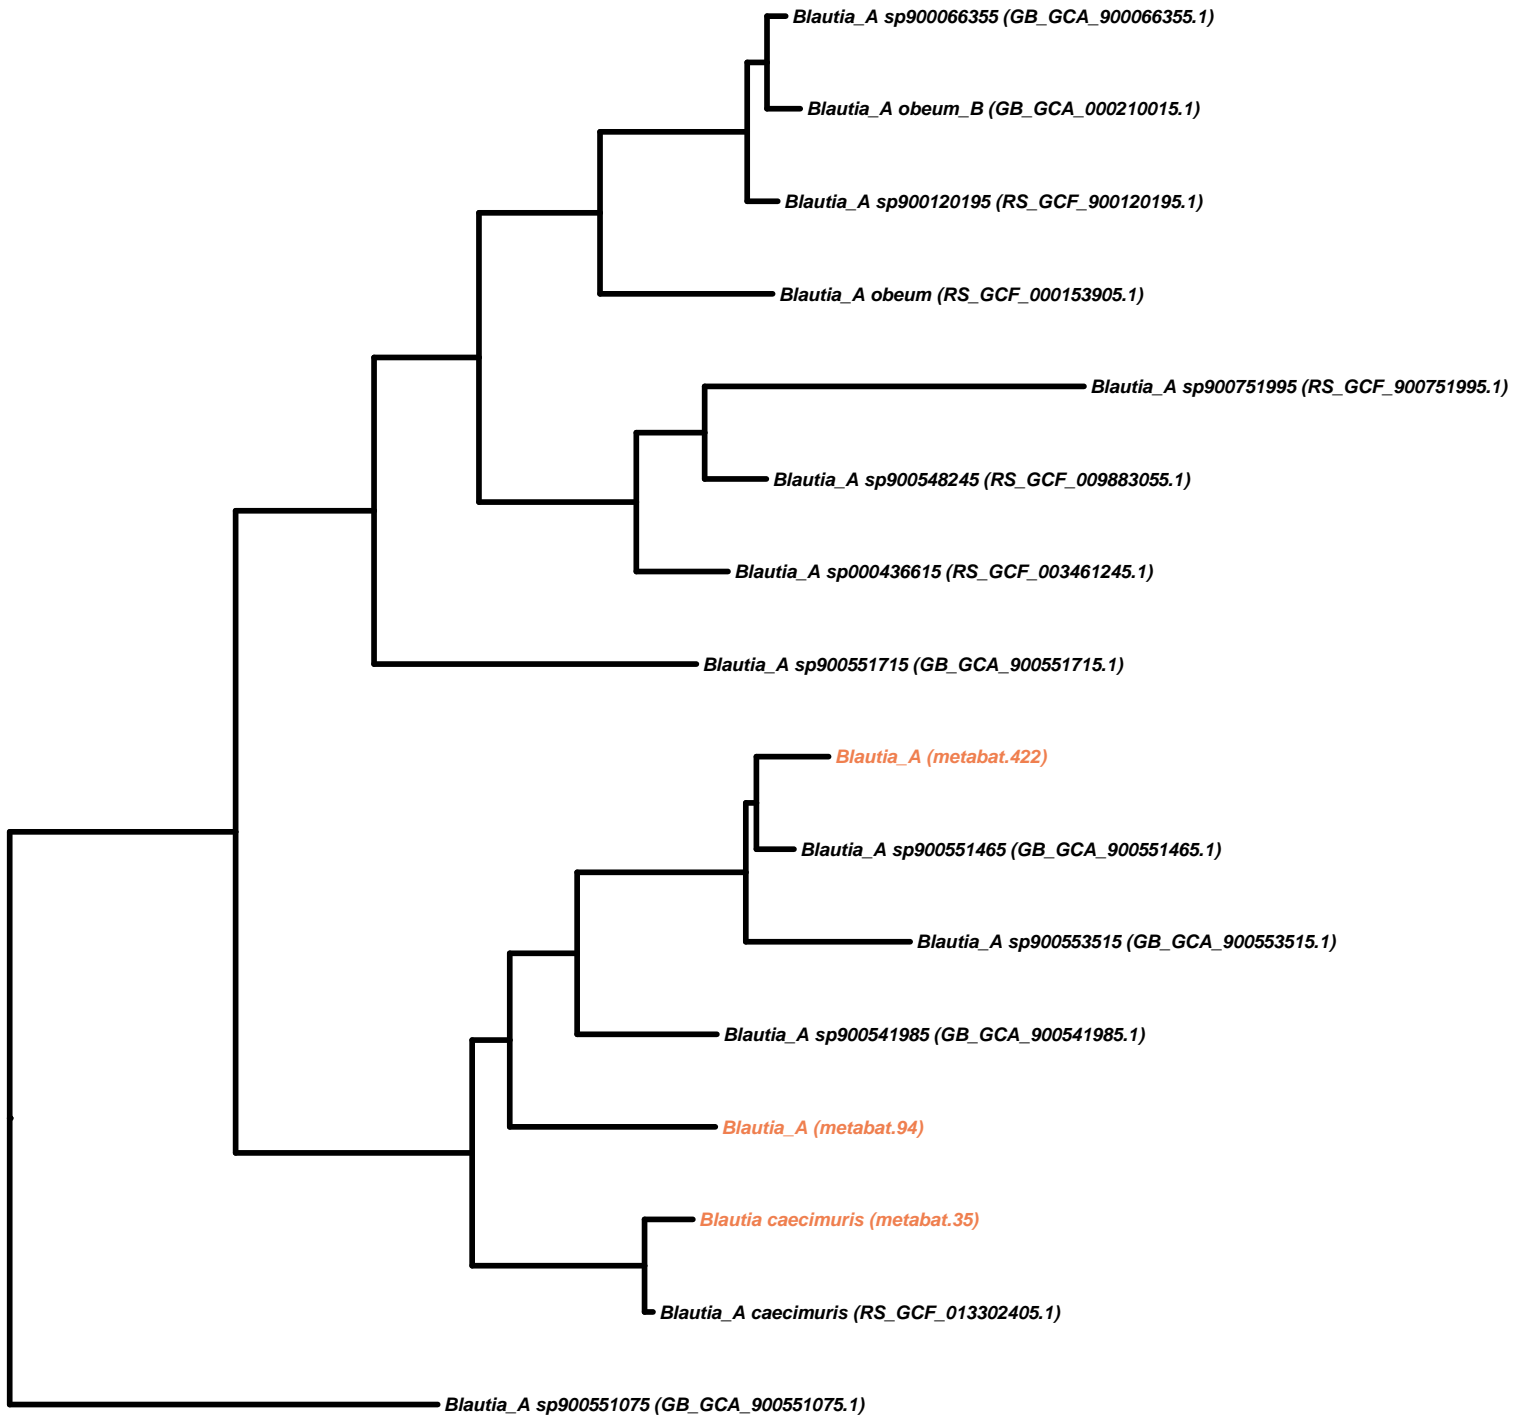 Blautia_A sp900066355 (GB_GCA_900066355.1)
Blautia_A obeum_B (GB_GCA_000210015.1)
Blautia_A sp900120195 (RS_GCF_900120195.1)
Blautia_A obeum (RS_GCF_000153905.1)
Blautia_A sp900751995 (RS_GCF_900751995.1)
Blautia_A sp900548245 (RS_GCF_009883055.1)
Blautia_A sp000436615 (RS_GCF_003461245.1)
Blautia_A sp900551715 (GB_GCA_900551715.1)
Blautia_A (metabat.422)
Blautia_A sp900551465 (GB_GCA_900551465.1)
Blautia_A sp900553515 (GB_GCA_900553515.1)
Blautia_A sp900541985 (GB_GCA_900541985.1)
Blautia_A (metabat.94)
Blautia caecimuris (metabat.35)
Blautia_A caecimuris (RS_GCF_013302405.1)
Blautia_A sp900551075 (GB_GCA_900551075.1)